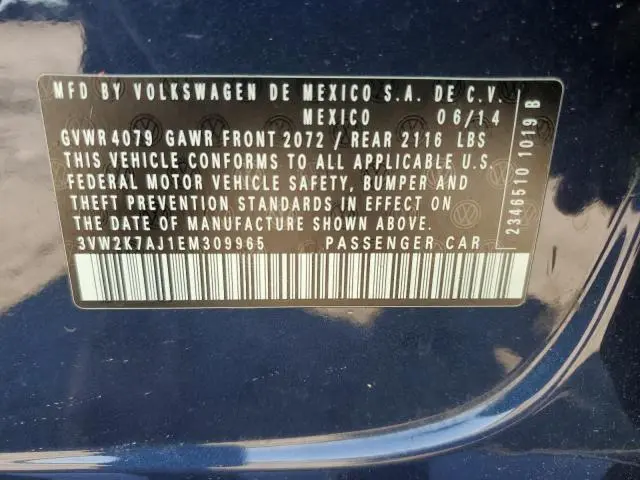 MFD BY VOLKSWAGEN DE MEXICO S.A. DE C.V.
MEXICO 06/14
GVWR 4079 GAWR FRONT 2072 / REAR 2116 LBS
THIS VEHICLE CONFORMS TO ALL APPLICABLE U.S.
FEDERAL MOTOR VEHICLE SAFETY, BUMPER AND
THEFT PREVENTION STANDARDS IN EFFECT ON
THE DATE OF MANUFACTURE SHOWN ABOVE.
3VW2K7AJ1EM309965 PASSENGER CAR
2346510 1019 B